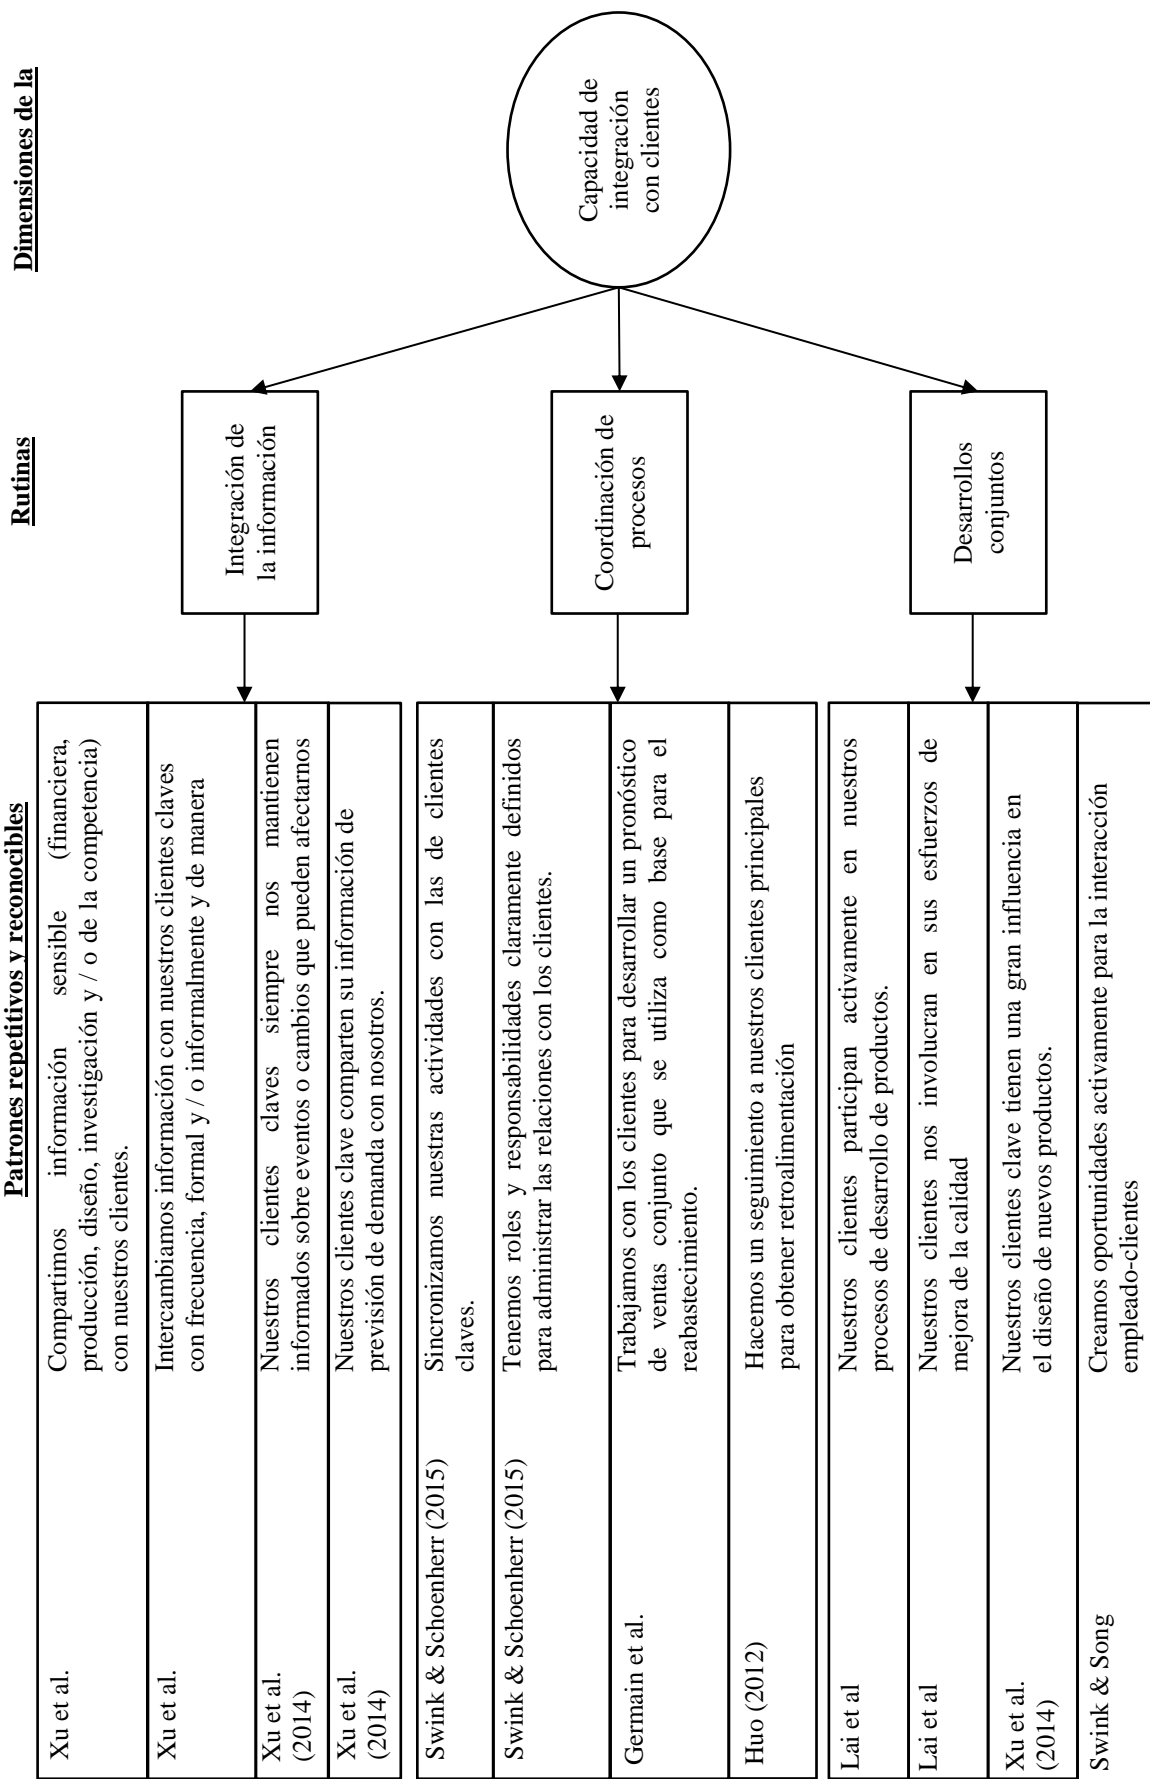 Patrones repetitivos y reconocibles
Rutinas
Dimensiones de la
Xu et al.
Compartimos información sensible (financiera,
producción, diseño, investigación y / o de la competencia)
con nuestros clientes.
Xu et al.
Intercambiamos información con nuestros clientes claves
con frecuencia, formal y / o informalmente y de manera
Xu et al.
(2014)
Nuestros clientes claves siempre nos mantienen
informados sobre eventos o cambios que pueden afectarnos
Xu et al.
(2014)
Nuestros clientes clave comparten su información de
previsión de demanda con nosotros.
Integración de
la información
Swink & Schoenherr (2015)
Sincronizamos nuestras actividades con las de clientes
claves.
Swink & Schoenherr (2015)
Tenemos roles y responsabilidades claramente definidos
para administrar las relaciones con los clientes.
Germain et al.
Trabajamos con los clientes para desarrollar un pronóstico
de ventas conjunto que se utiliza como base para el
reabastecimiento.
Huo (2012)
Hacemos un seguimiento a nuestros clientes principales
para obtener retroalimentación
Coordinación de
procesos
Capacidad de
integración
con clientes
Lai et al
Nuestros clientes participan activamente en nuestros
procesos de desarrollo de productos.
Lai et al
Nuestros clientes nos involucran en sus esfuerzos de
mejora de la calidad
Xu et al.
(2014)
Nuestros clientes clave tienen una gran influencia en
el diseño de nuevos productos.
Swink & Song
Creamos oportunidades activamente para la interacción
empleado-clientes
Desarrollos
conjuntos